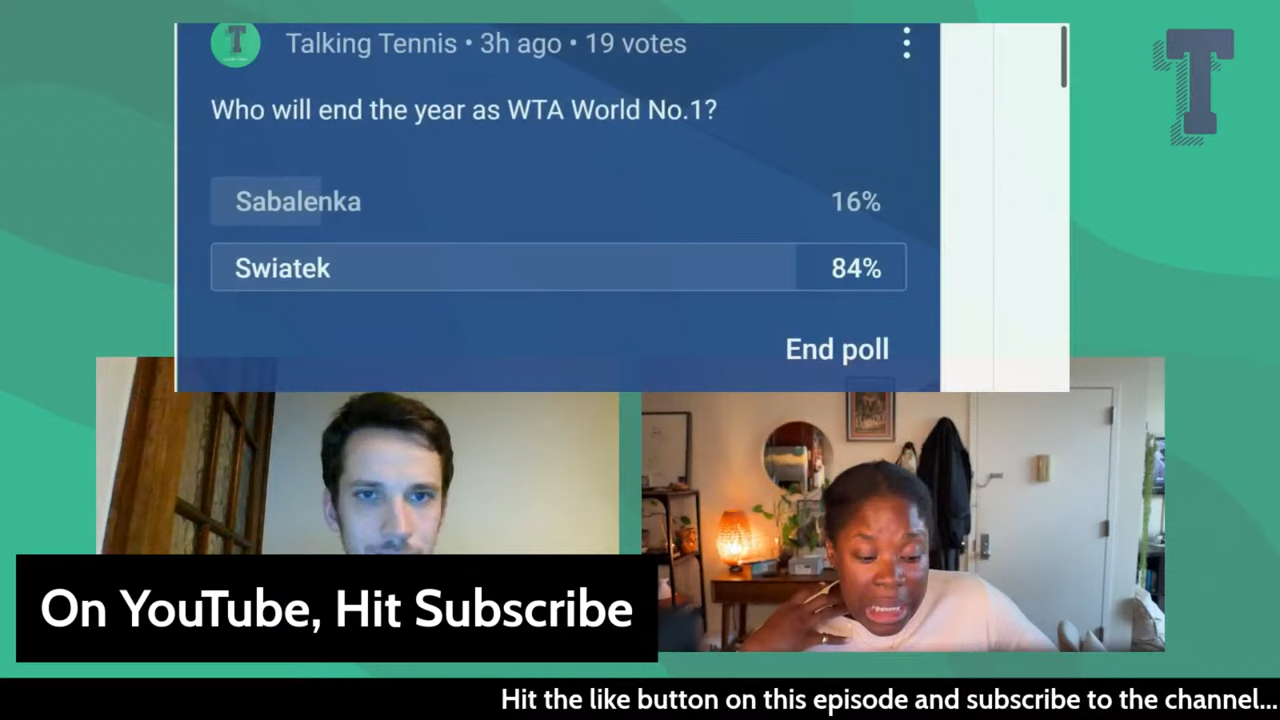 T
Talking Tennis • 3h ago • 19 votes
T
Who will end the year as WTA World No.1?
Sabalenka 16%
Swiatek 84%
End poll
On YouTube, Hit Subscribe
Hit the like button on this episode and subscribe to the channel...